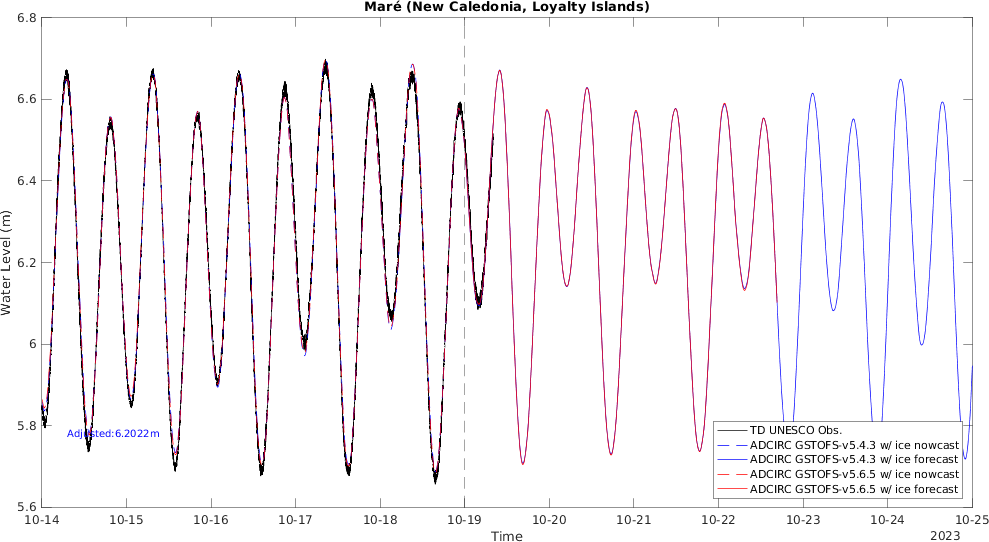 Maré (New Caledonia, Loyalty Islands)
6.8
6.6
6.4
6.2
6
5.8
5.6
Water Level (m)
Adjusted:6.2022m
TD UNESCO Obs.
ADCIRC GSTOFS-v5.4.3 w/ ice nowcast
ADCIRC GSTOFS-v5.4.3 w/ ice forecast
ADCIRC GSTOFS-v5.6.5 w/ ice nowcast
ADCIRC GSTOFS-v5.6.5 w/ ice forecast
10-14 10-15 10-16 10-17 10-18 10-19 10-20 10-21 10-22 10-23 10-24 10-25
Time
2023